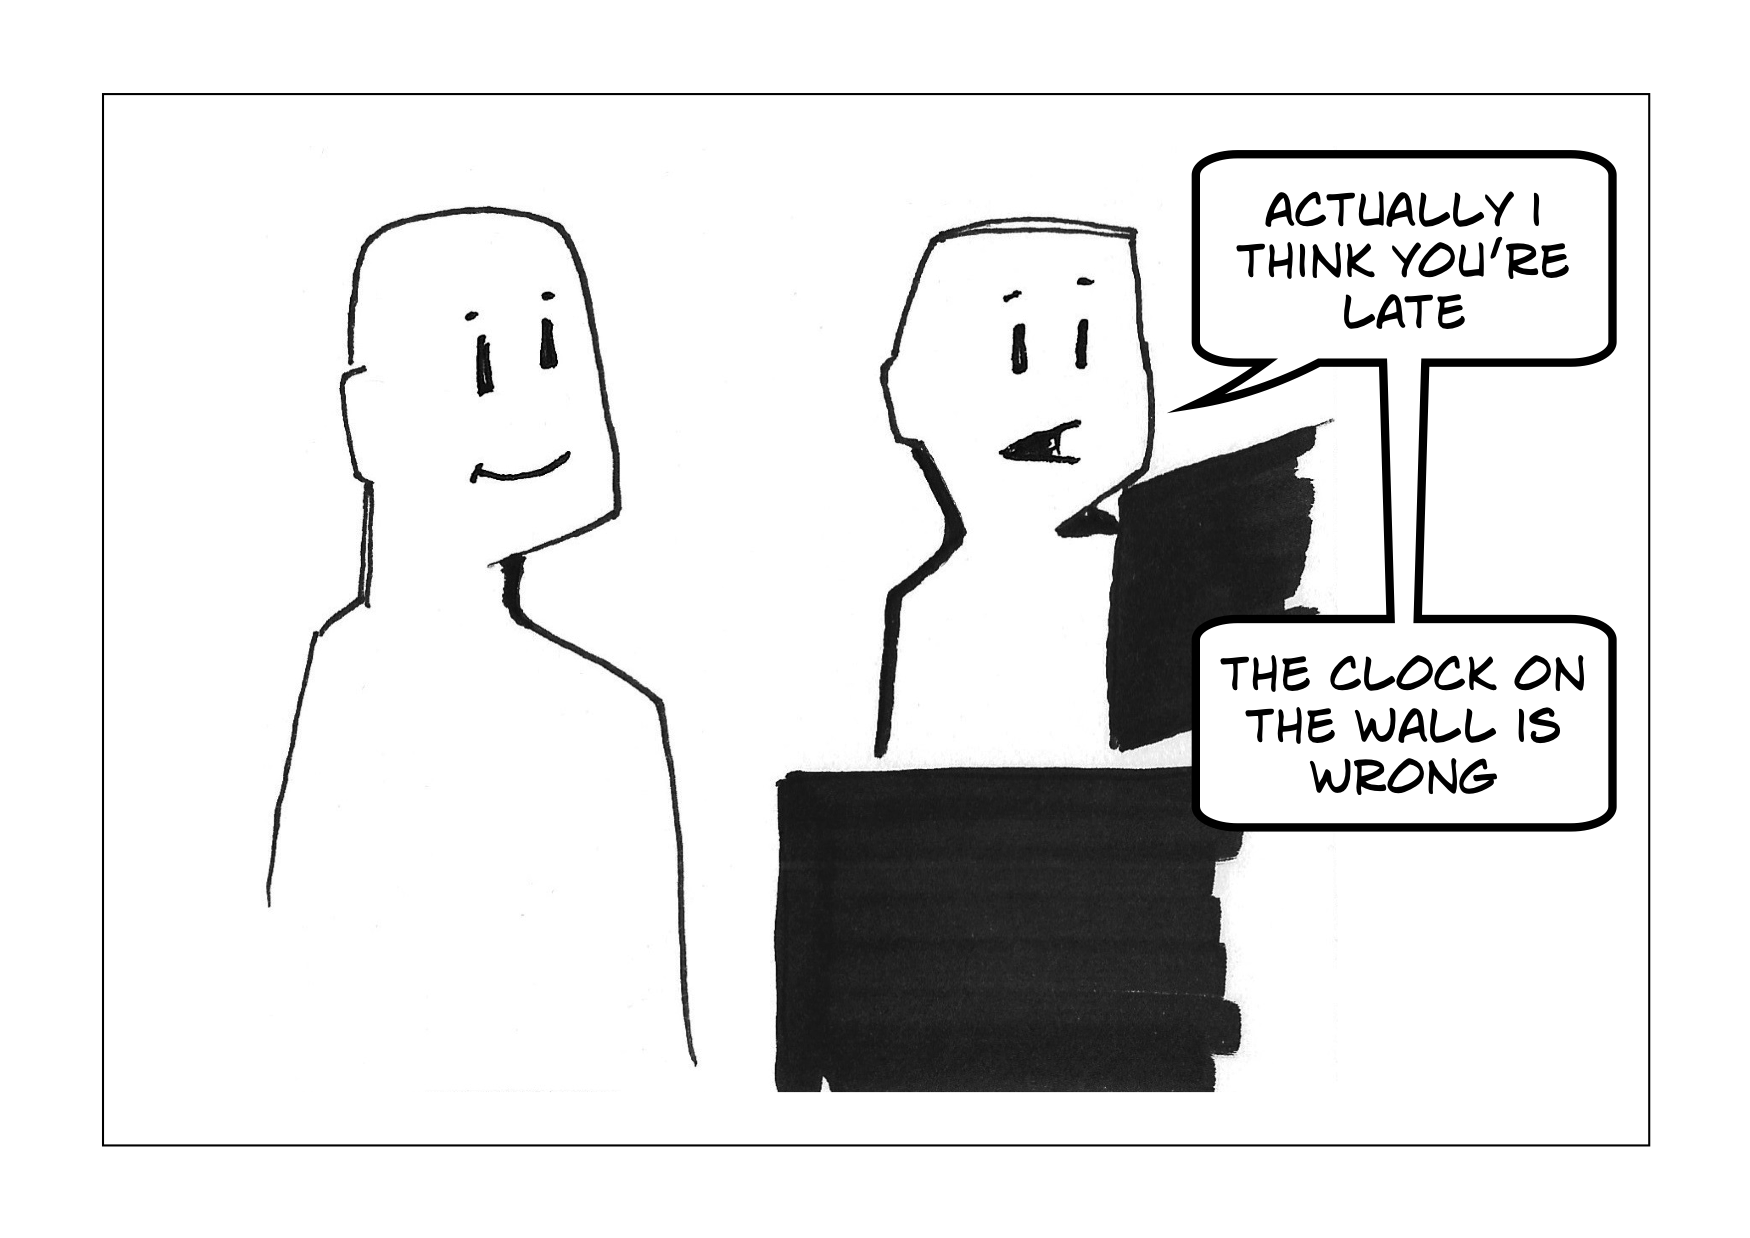 ACTUALLY I
THINK YOU'RE
LATE
THE CLOCK ON
THE WALL IS
WRONG